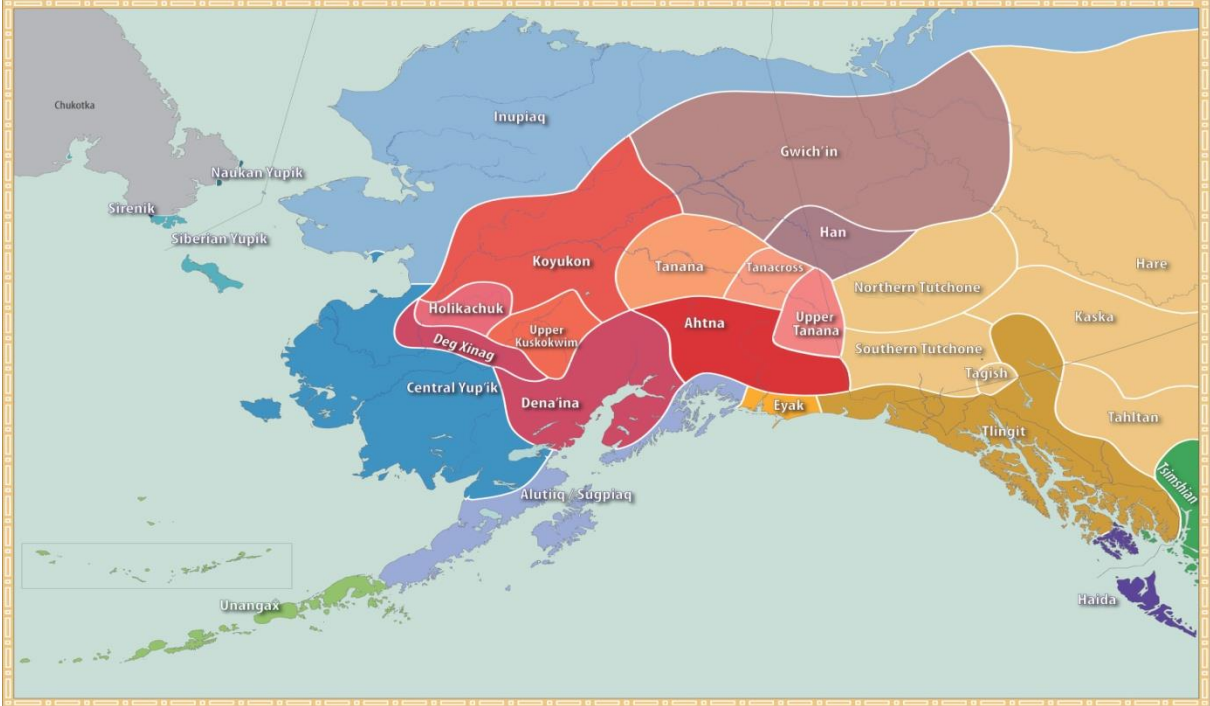 Chukotka
Inupiaq
Gwich'in
Naukan Yupik
Sirenik
Siberian Yupik
Han
Koyukon
Tanana
Tanacross
Hare
Northern Tutchone
Holikachuk
Upper
Kuskokwim
Ahtna
Upper
Tanana
Kaska
Deg Xinag
Southern Tutchone
Tagish
Central Yup'ik
Dena'ina
Eyak
Tahltan
Tlingit
Tsimshian
Alutiiq / Sugpiaq
Unangax̂
Haida